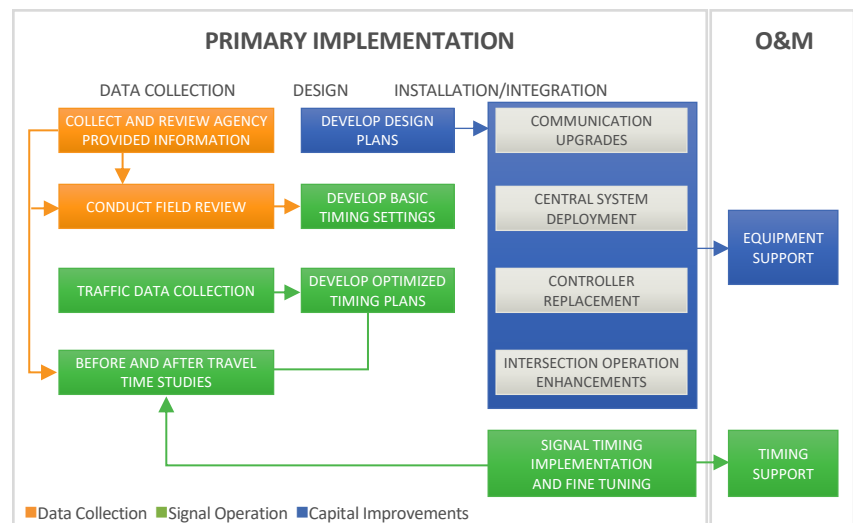 PRIMARY IMPLEMENTATION
O&M
DATA COLLECTION
DESIGN
INSTALLATION/INTEGRATION
COLLECT AND REVIEW AGENCY
PROVIDED INFORMATION
DEVELOP DESIGN
PLANS
COMMUNICATION
UPGRADES
CONDUCT FIELD REVIEW
DEVELOP BASIC
TIMING SETTINGS
CENTRAL SYSTEM
DEPLOYMENT
EQUIPMENT
SUPPORT
TRAFFIC DATA COLLECTION
DEVELOP OPTIMIZED
TIMING PLANS
CONTROLLER
REPLACEMENT
BEFORE AND AFTER TRAVEL
TIME STUDIES
INTERSECTION OPERATION
ENHANCEMENTS
SIGNAL TIMING
IMPLEMENTATION
AND FINE TUNING
TIMING
SUPPORT
Data Collection
Signal Operation
Capital Improvements